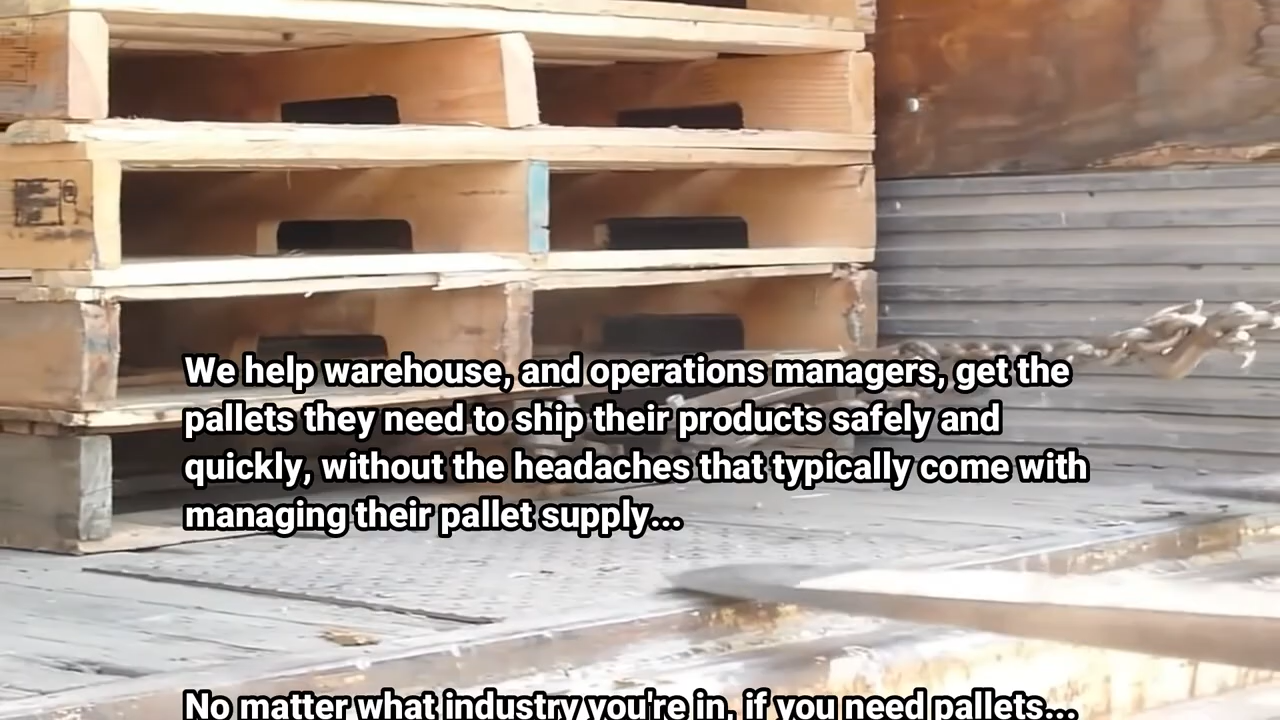 We help warehouse, and operations managers, get the
pallets they need to ship their products safely and
quickly, without the headaches that typically come with
managing their pallet supply...
No matter what industry you're in, if you need pallets...